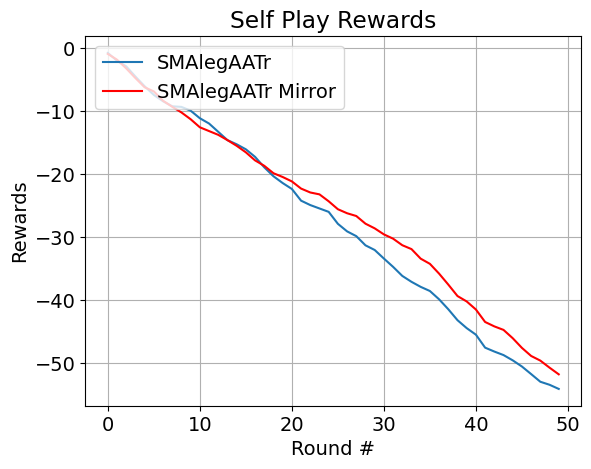 Self Play Rewards
SMAlegAATr
SMAlegAATr Mirror
0
−10
−20
−30
−40
−50
Rewards
0 10 20 30 40 50
Round #